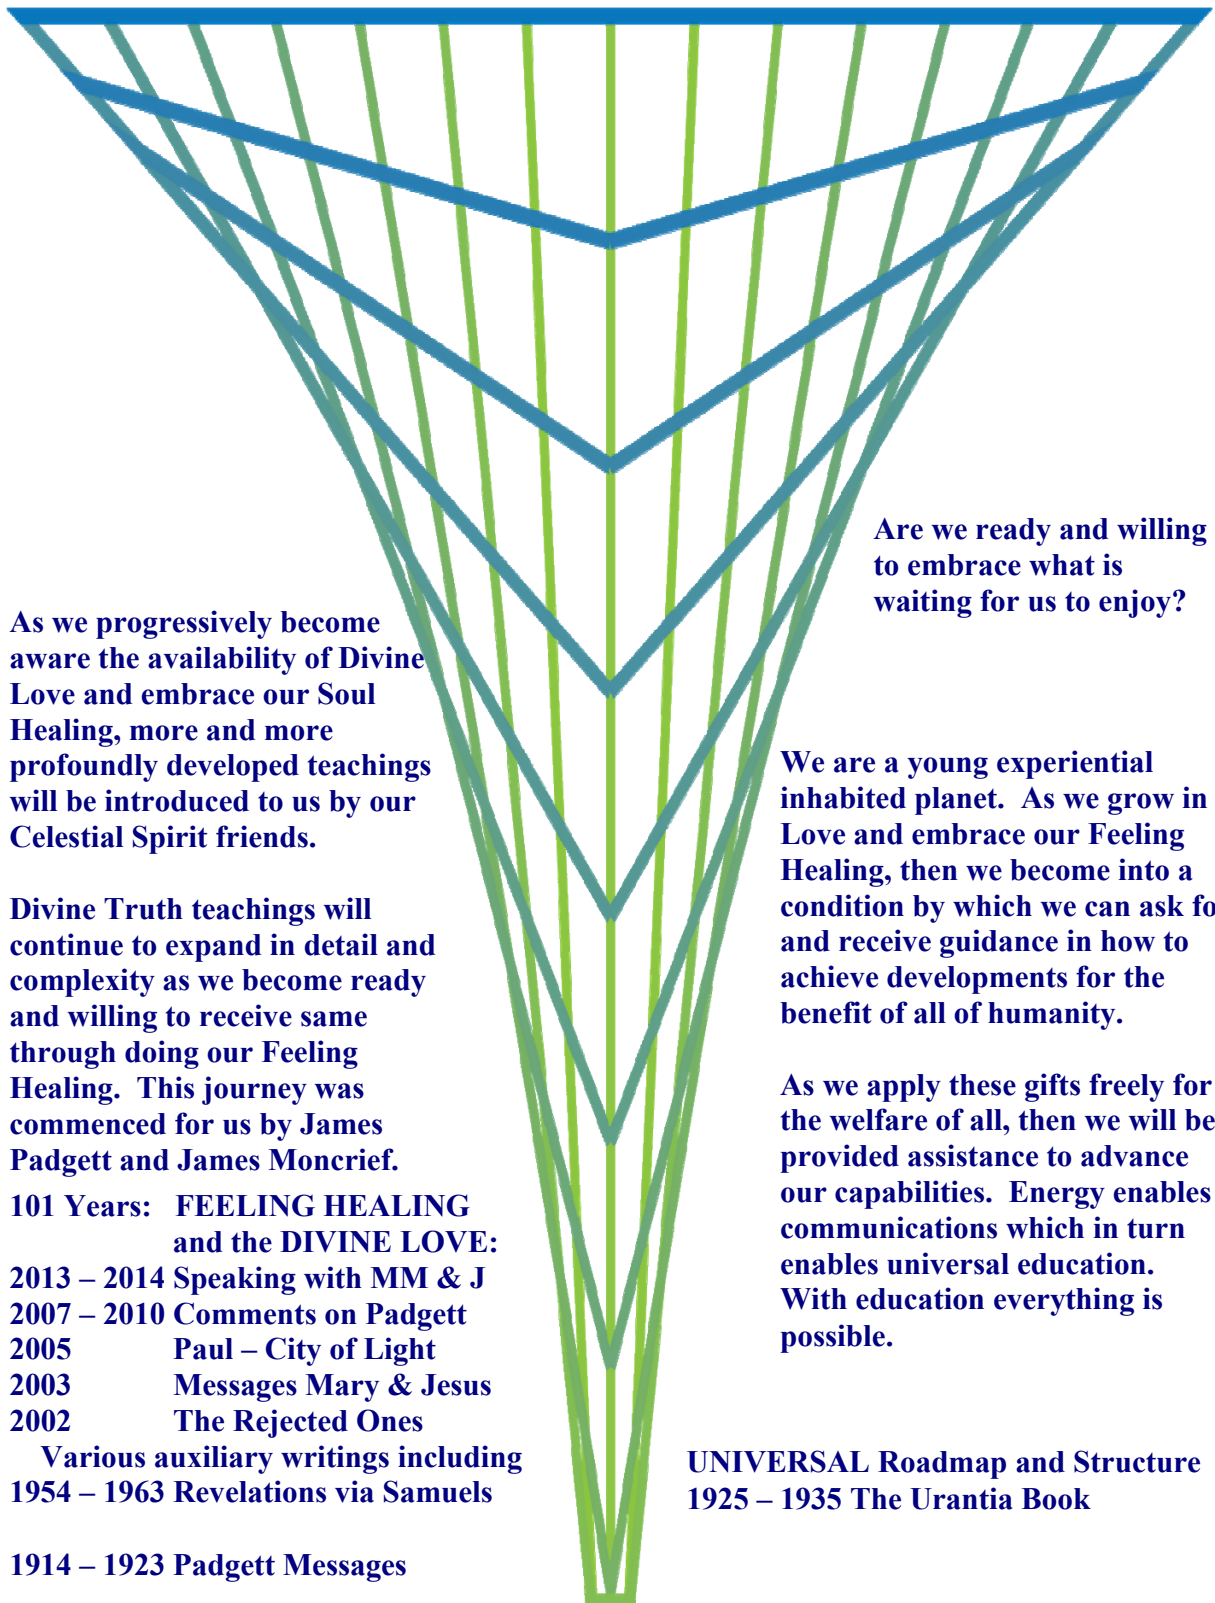 As we progressively become
aware the availability of Divine
Love and embrace our Soul
Healing, more and more
profoundly developed teachings
will be introduced to us by our
Celestial Spirit friends.
Divine Truth teachings will
continue to expand in detail and
complexity as we become ready
and willing to receive same
through doing our Feeling
Healing.  This journey was
commenced for us by James
Padgett and James Moncrief.
101 Years:   FEELING HEALING
and the DIVINE LOVE:
2013 – 2014 Speaking with MM & J
2007 – 2010 Comments on Padgett
2005 Paul – City of Light
2003 Messages Mary & Jesus
2002 The Rejected Ones
Various auxiliary writings including
1954 – 1963 Revelations via Samuels
1914 – 1923 Padgett Messages
Are we ready and willing
to embrace what is
waiting for us to enjoy?
We are a young experiential
inhabited planet.  As we grow in
Love and embrace our Feeling
Healing, then we become into a
condition by which we can ask fo
and receive guidance in how to
achieve developments for the
benefit of all of humanity.
As we apply these gifts freely for
the welfare of all, then we will be
provided assistance to advance
our capabilities.  Energy enables
communications which in turn
enables universal education.
With education everything is
possible.
UNIVERSAL Roadmap and Structure
1925 – 1935 The Urantia Book